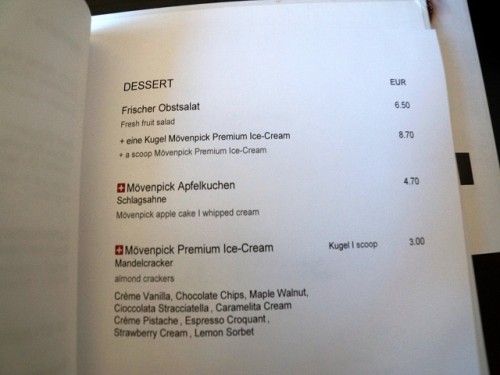 DESSERT EUR
Frischer Obstsalat 6.50
Fresh fruit salad
+ eine Kugel Mövenpick Premium Ice-Cream 8.70
+ a scoop Mövenpick Premium Ice-Cream
Mövenpick Apfelkuchen 4.70
Schlagsahne
Mövenpick apple cake I whipped cream
Mövenpick Premium Ice-Cream Kugel I scoop 3.00
Mandelcracker
almond crackers
Crème Vanilla, Chocolate Chips, Maple Walnut,
Cioccolata Stracciatella , Caramelita Cream
Crème Pistache , Espresso Croquant ,
Strawberry Cream , Lemon Sorbet